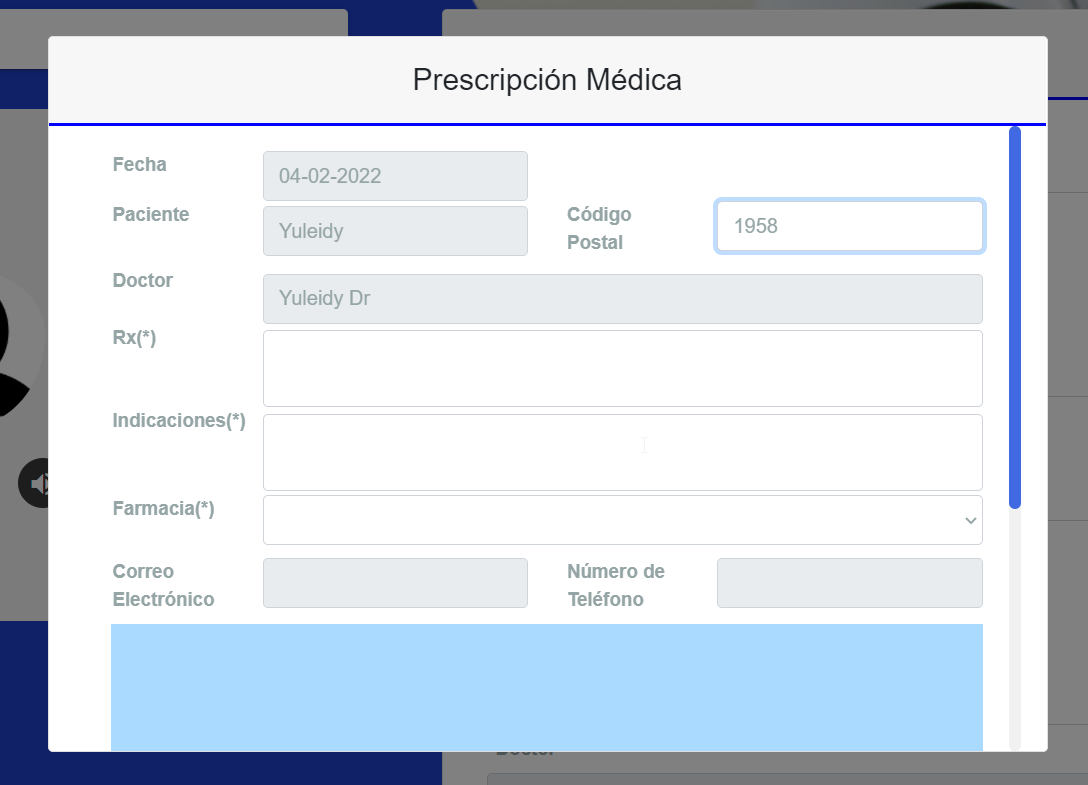 Prescripción Médica
Fecha
04-02-2022
Paciente
Yuleidy
Código
Postal
1958
Doctor
Yuleidy Dr
Rx(*)
Indicaciones(*)
Farmacia(*)
Correo
Electrónico
Número de
Teléfono
Doctor